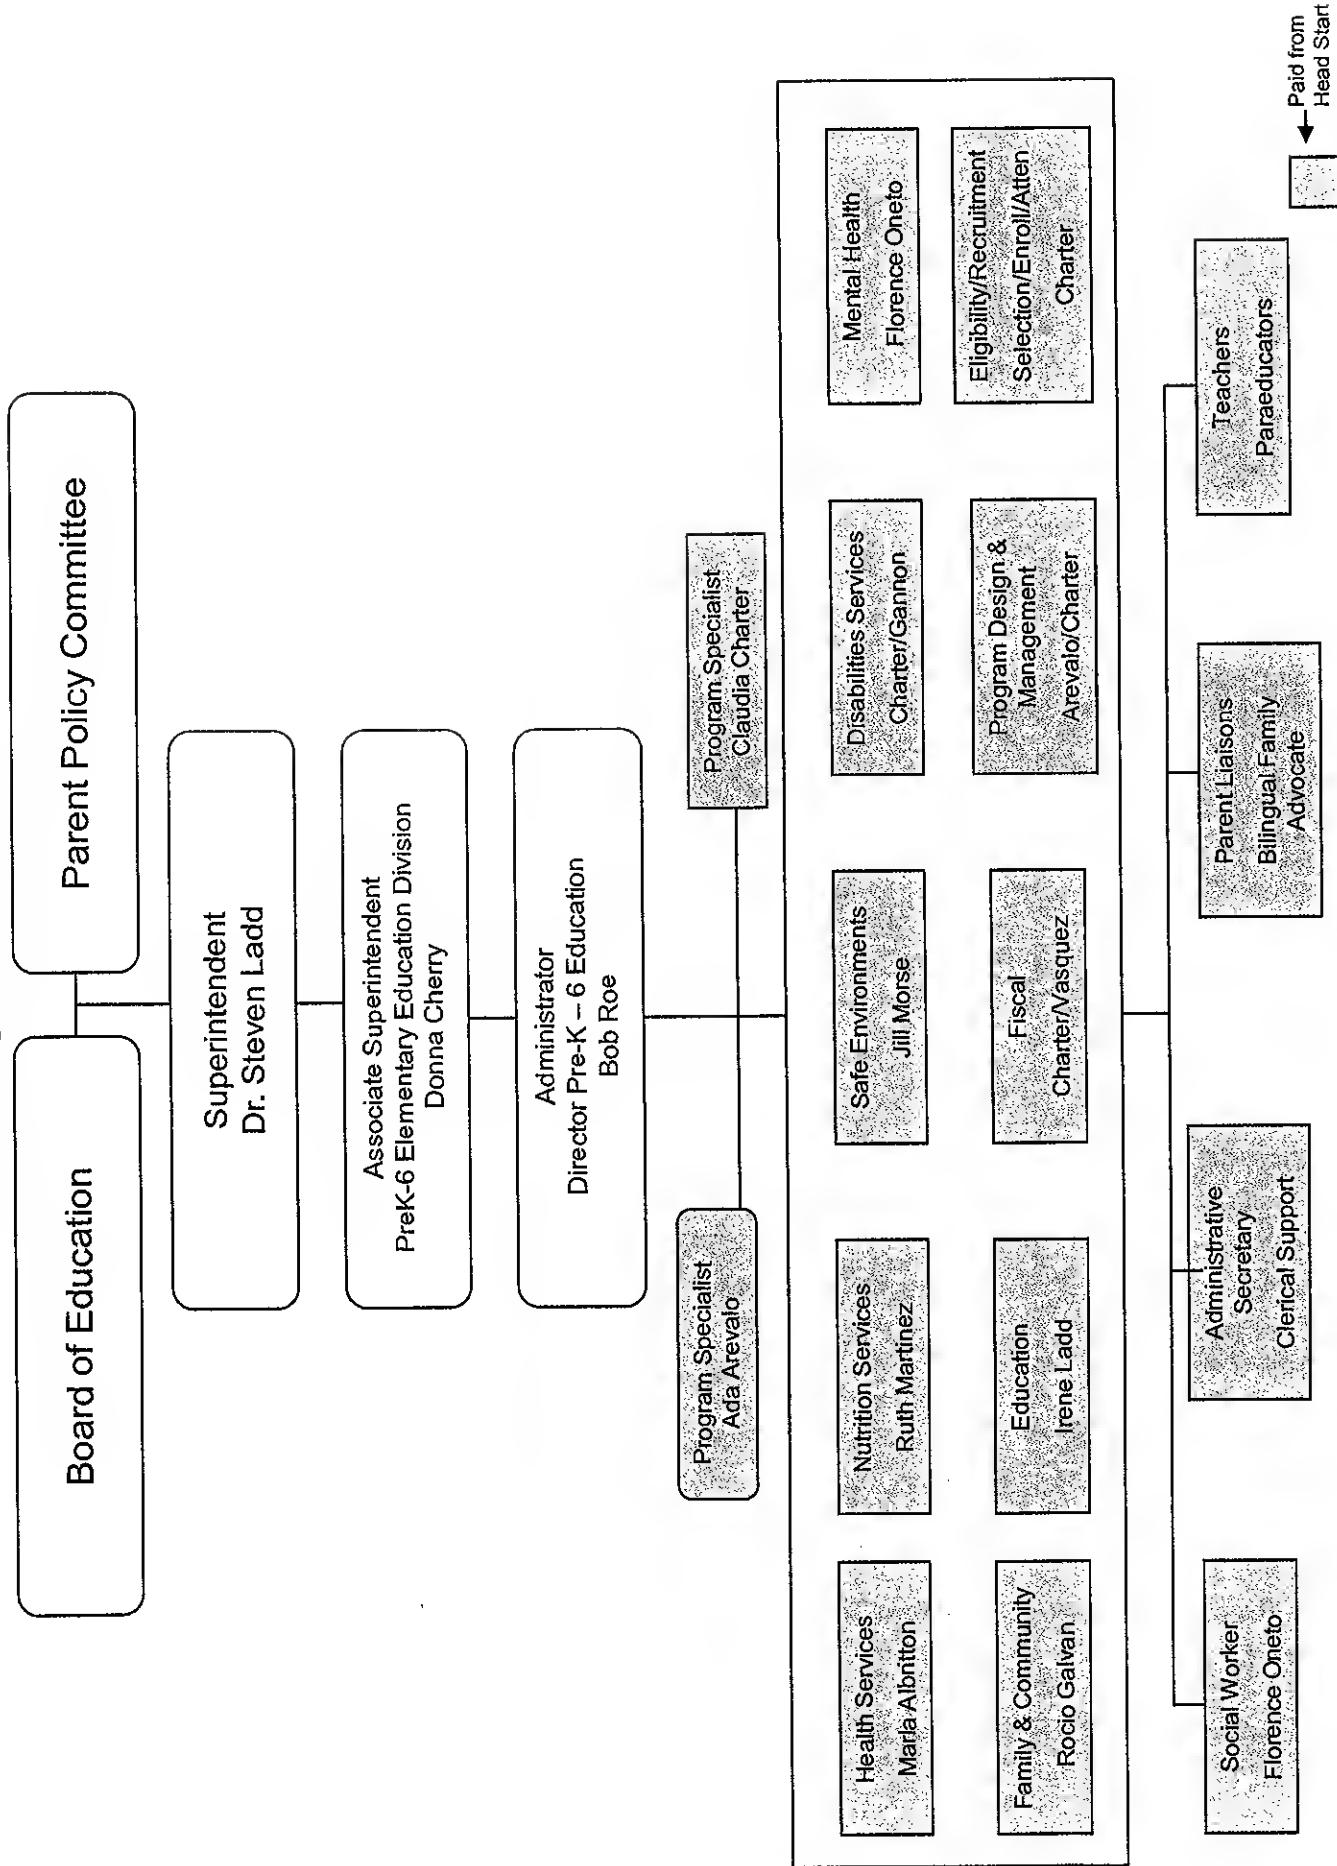 Board of Education
Parent Policy Committee
Superintendent
Dr. Steven Ladd
Associate Superintendent
PreK-6 Elementary Education Division
Donna Cherry
Administrator
Director Pre-K – 6 Education
Bob Roe
Program Specialist
Ada Arevalo
Program Specialist
Claudia Charter
Health Services
Marla Albritton
Nutrition Services
Ruth Martinez
Safe Environments
Jill Morse
Disabilities Services
Charter/Gannon
Mental Health
Florence Oneto
Family & Community
Rocio Galvan
Education
Irene Ladd
Fiscal
Charter/Vasquez
Program Design &
Management
Arevalo/Charter
Eligibility/Recruitment
Selection/Enroll/Atten
Charter
Social Worker
Florence Oneto
Administrative
Secretary
Clerical Support
Parent Liaisons
Bilingual Family
Advocate
Teachers
Paraeducators
Paid from
Head Start